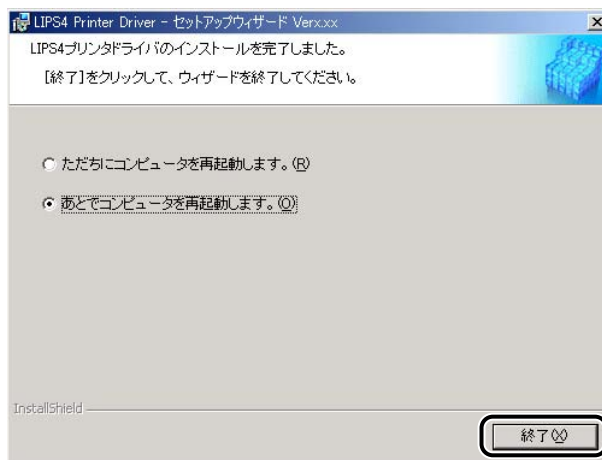 LIPS4 Printer Driver - セットアップウィザード Verx.xx
LIPS4プリンタドライバのインストールを完了しました。
[終了]をクリックして、ウィザードを終了してください。
ただちにコンピュータを再起動します。(R)
あとでコンピュータを再起動します。(O)
InstallShield
終了(X)